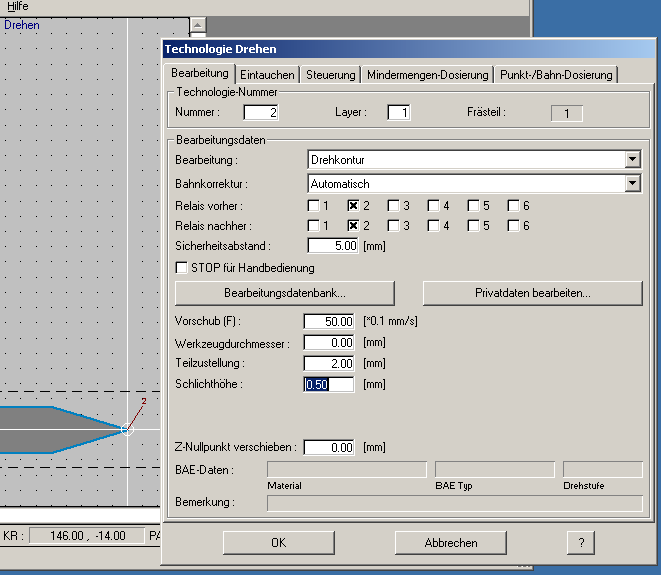 Hilfe
Drehen
Technologie Drehen
Bearbeitung Eintauchen Steuerung Mindermengen-Dosierung Punkt-/Bahn-Dosierung
Technologie-Nummer
Nummer : 2 Layer : 1 Frästeil : 1
Bearbeitungsdaten
Bearbeitung : Drehkontur
Bahnkorrektur : Automatisch
Relais vorher : 1 2 3 4 5 6
Relais nachher : 1 2 3 4 5 6
Sicherheitsabstand : 5.00 [mm]
STOP für Handbedienung
Bearbeitungsdatenbank... Privatdaten bearbeiten...
Vorschub (F) : 50.00 [*0.1 mm/s]
Werkzeugdurchmesser : 0.00 [mm]
Teilzustellung : 2.00 [mm]
Schlichthöhe : 0.50 [mm]
2
Z-Nullpunkt verschieben : 0.00 [mm]
BAE-Daten :
Material BAE Typ Drehstufe
Bemerkung :
KR : 146.00 , -14.00 PA
OK Abbrechen ?